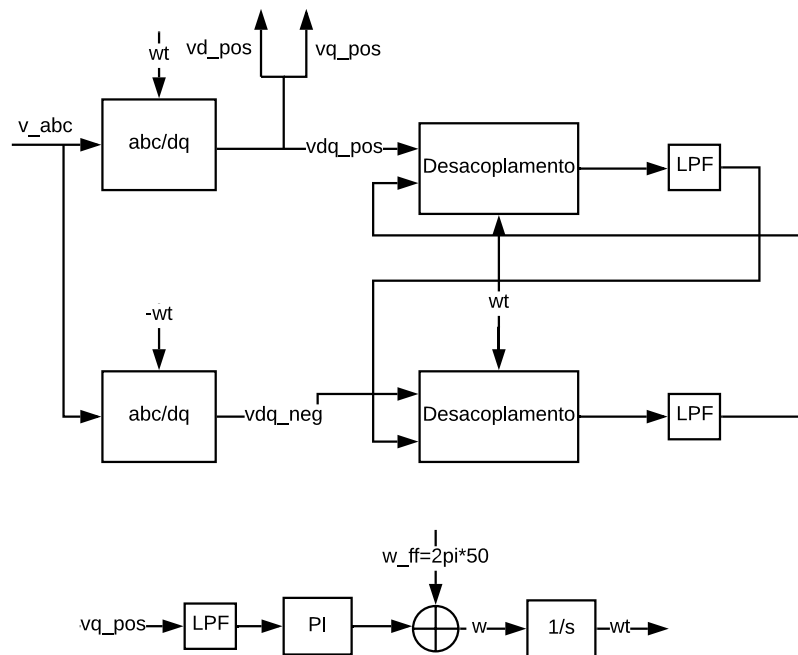 wt
vd_pos
vq_pos
v_abc
abc/dq
vdq_pos
Desacoplamento
LPF
wt
-wt
abc/dq
vdq_neg
Desacoplamento
LPF
w_ff=2pi*50
vq_pos
LPF
PI
w
1/s
wt